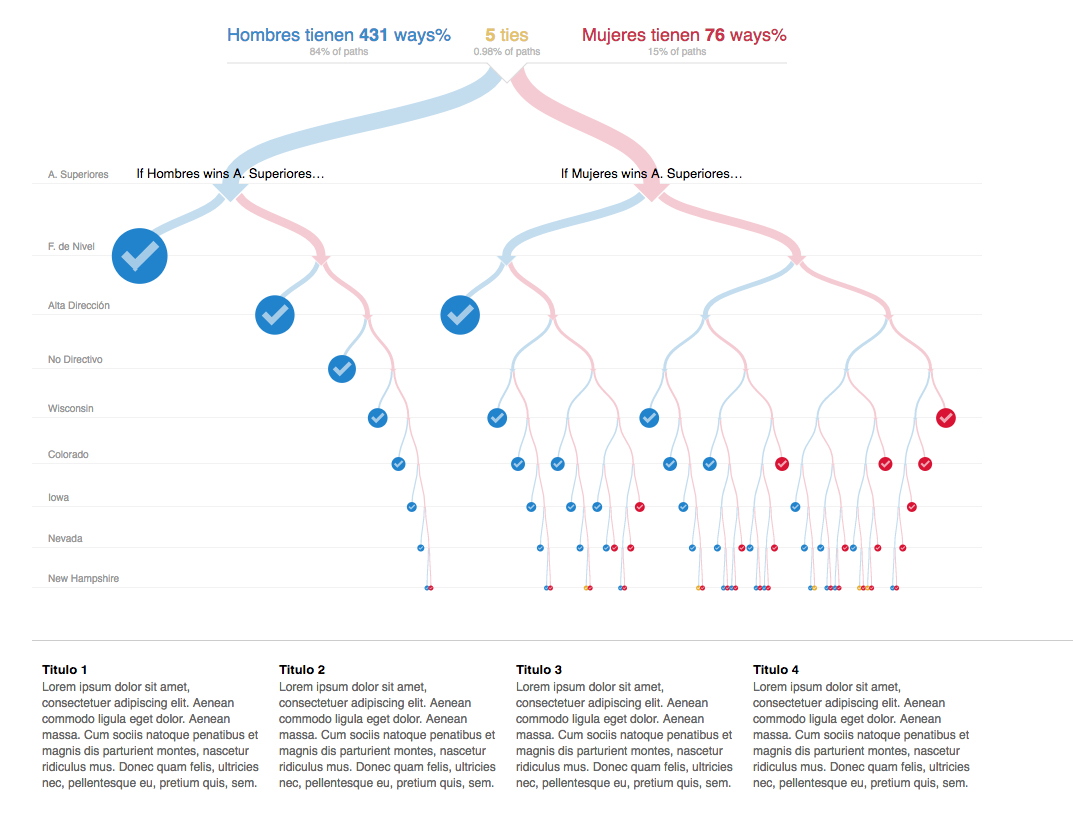 Hombres tienen 431 ways% 5 ties Mujeres tienen 76 ways%
84% of paths 0.98% of paths 15% of paths
A. Superiores If Hombres wins A. Superiores… If Mujeres wins A. Superiores…
F. de Nivel
Alta Dirección
No Directivo
Wisconsin
Colorado
Iowa
Nevada
New Hampshire
Titulo 1
Lorem ipsum dolor sit amet,
consectetuer adipiscing elit. Aenean
commodo ligula eget dolor. Aenean
massa. Cum sociis natoque penatibus et
magnis dis parturient montes, nascetur
ridiculus mus. Donec quam felis, ultricies
nec, pellentesque eu, pretium quis, sem.
Titulo 2
Lorem ipsum dolor sit amet,
consectetuer adipiscing elit. Aenean
commodo ligula eget dolor. Aenean
massa. Cum sociis natoque penatibus et
magnis dis parturient montes, nascetur
ridiculus mus. Donec quam felis, ultricies
nec, pellentesque eu, pretium quis, sem.
Titulo 3
Lorem ipsum dolor sit amet,
consectetuer adipiscing elit. Aenean
commodo ligula eget dolor. Aenean
massa. Cum sociis natoque penatibus et
magnis dis parturient montes, nascetur
ridiculus mus. Donec quam felis, ultricies
nec, pellentesque eu, pretium quis, sem.
Titulo 4
Lorem ipsum dolor sit amet,
consectetuer adipiscing elit. Aenean
commodo ligula eget dolor. Aenean
massa. Cum sociis natoque penatibus et
magnis dis parturient montes, nascetur
ridiculus mus. Donec quam felis, ultricies
nec, pellentesque eu, pretium quis, sem.